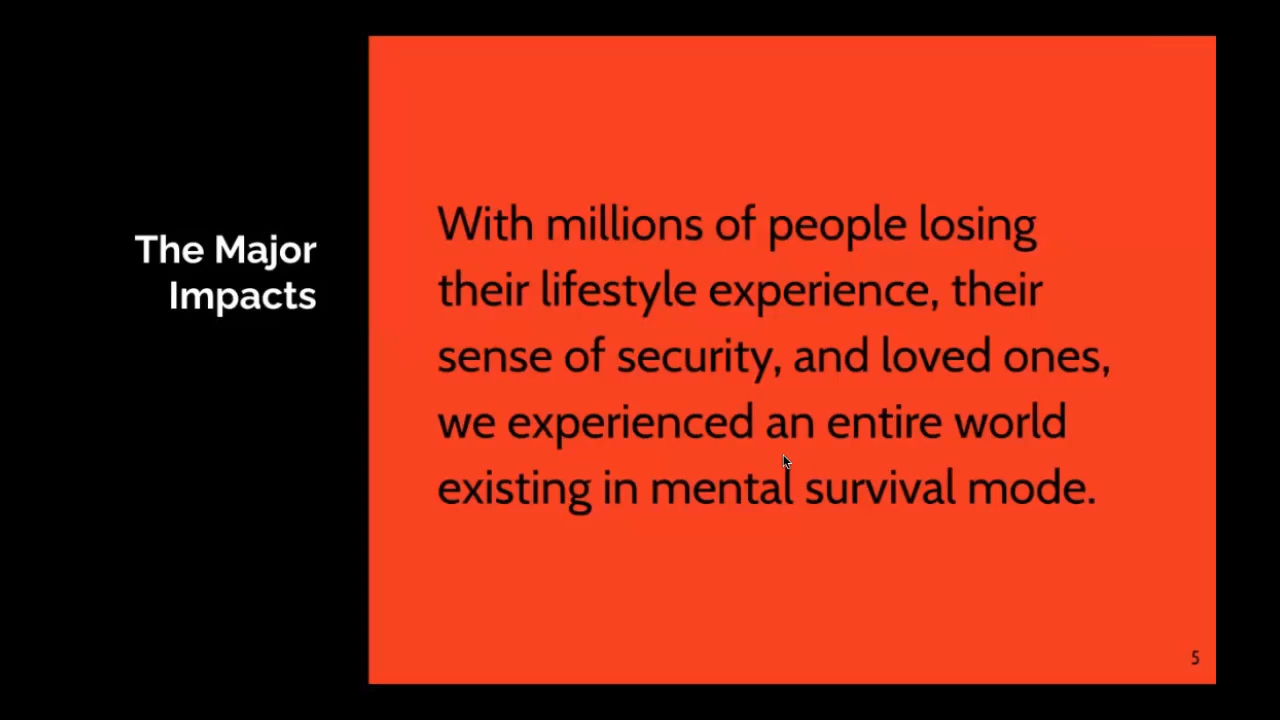 The Major
Impacts
With millions of people losing
their lifestyle experience, their
sense of security, and loved ones,
we experienced an entire world
existing in mental survival mode.
5